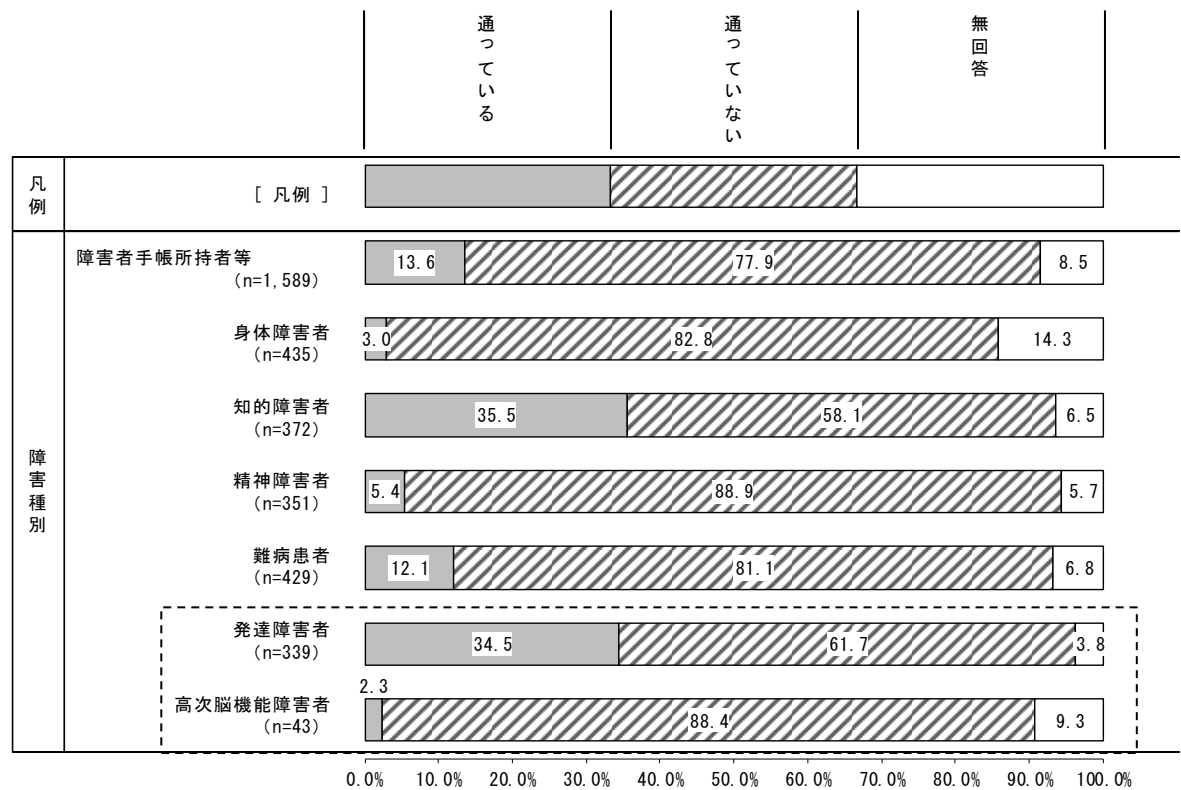 通っている
通っていない
無回答
凡例
[ 凡例 ]
障害種別
障害者手帳所持者等
(n=1,589)
13.6 77.9 8.5
身体障害者
(n=435)
3.0 82.8 14.3
知的障害者
(n=372)
35.5 58.1 6.5
精神障害者
(n=351)
5.4 88.9 5.7
難病患者
(n=429)
12.1 81.1 6.8
発達障害者
(n=339)
34.5 61.7 3.8
高次脳機能障害者
(n=43)
2.3 88.4 9.3
0.0% 10.0% 20.0% 30.0% 40.0% 50.0% 60.0% 70.0% 80.0% 90.0% 100.0%